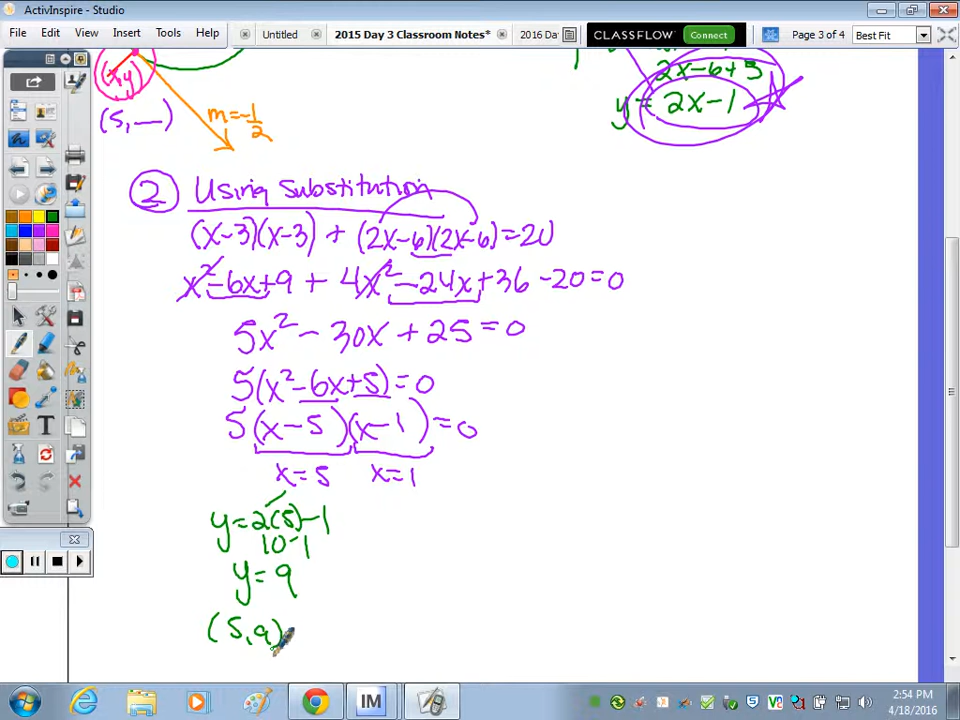 ActivInspire - Studio
File Edit View Insert Tools Help
Untitled
2015 Day 3 Classroom Notes*
2016 Da
CLASSFLOW Connect
Page 3 of 4
Best Fit
(x,y)
(5, __)
m=-1/2
2x-6+5
y= 2x-1
② Using Substitution
(x-3)(x-3) + (2x-6)(2x-6)=20
x²-6x+9 + 4x²-24x+36-20=0
5x² - 30x + 25 = 0
5(x²-6x+5)=0
5(x-5)(x-1)=0
x=5 x=1
y=2(5)-1
10-1
y=9
(5,9)
IM
2:54 PM
4/18/2016